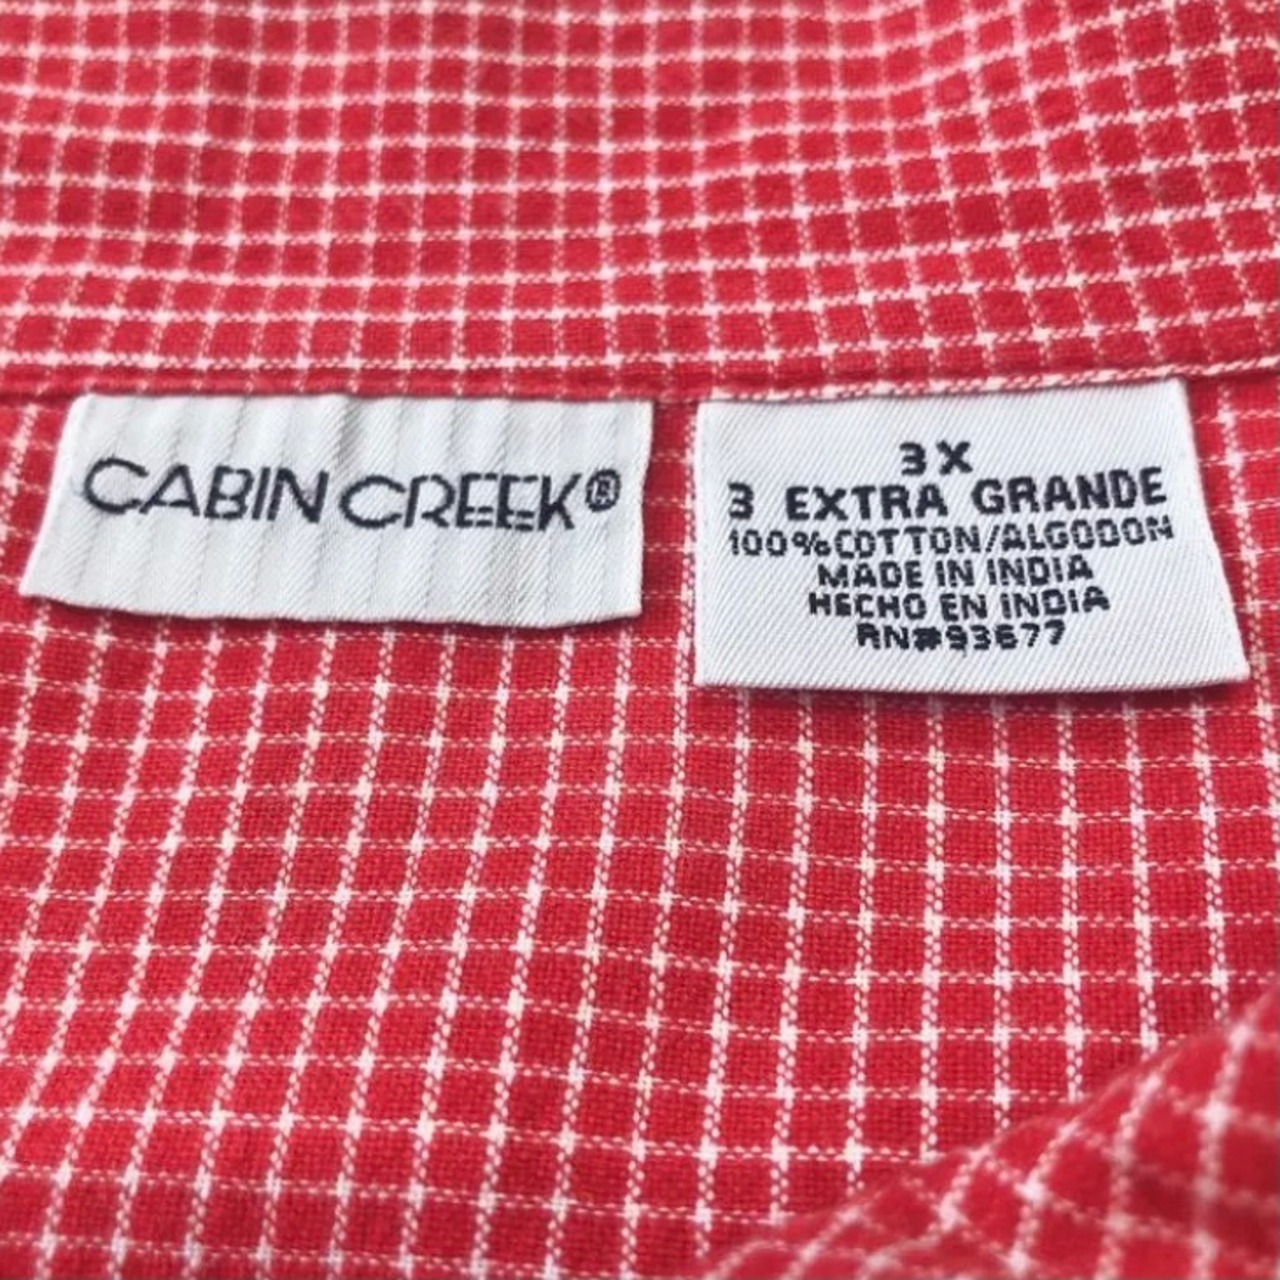 CABIN CREEK®
3X
3 EXTRA GRANDE
100%COTTON/ALGODON
MADE IN INDIA
HECHO EN INDIA
RN#93677